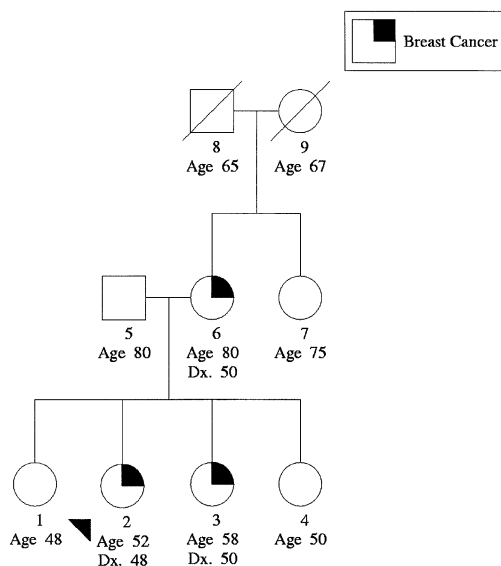 Breast Cancer
8
Age 65
9
Age 67
5
Age 80
6
Age 80
Dx. 50
7
Age 75
1
Age 48
2
Age 52
Dx. 48
3
Age 58
Dx. 50
4
Age 50